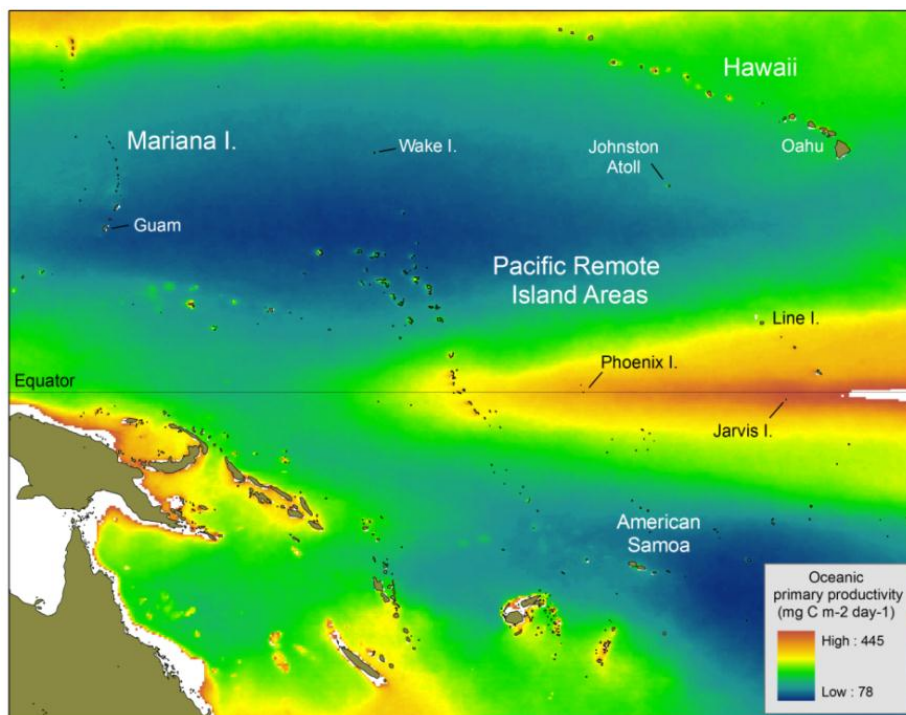 Hawaii
Mariana I.
Wake I.
Johnston
Atoll
Oahu
Guam
Pacific Remote
Island Areas
Line I.
Phoenix I.
Equator
Jarvis I.
American
Samoa
Oceanic
primary productivity
(mg C m-2 day-1)
High : 445
Low : 78